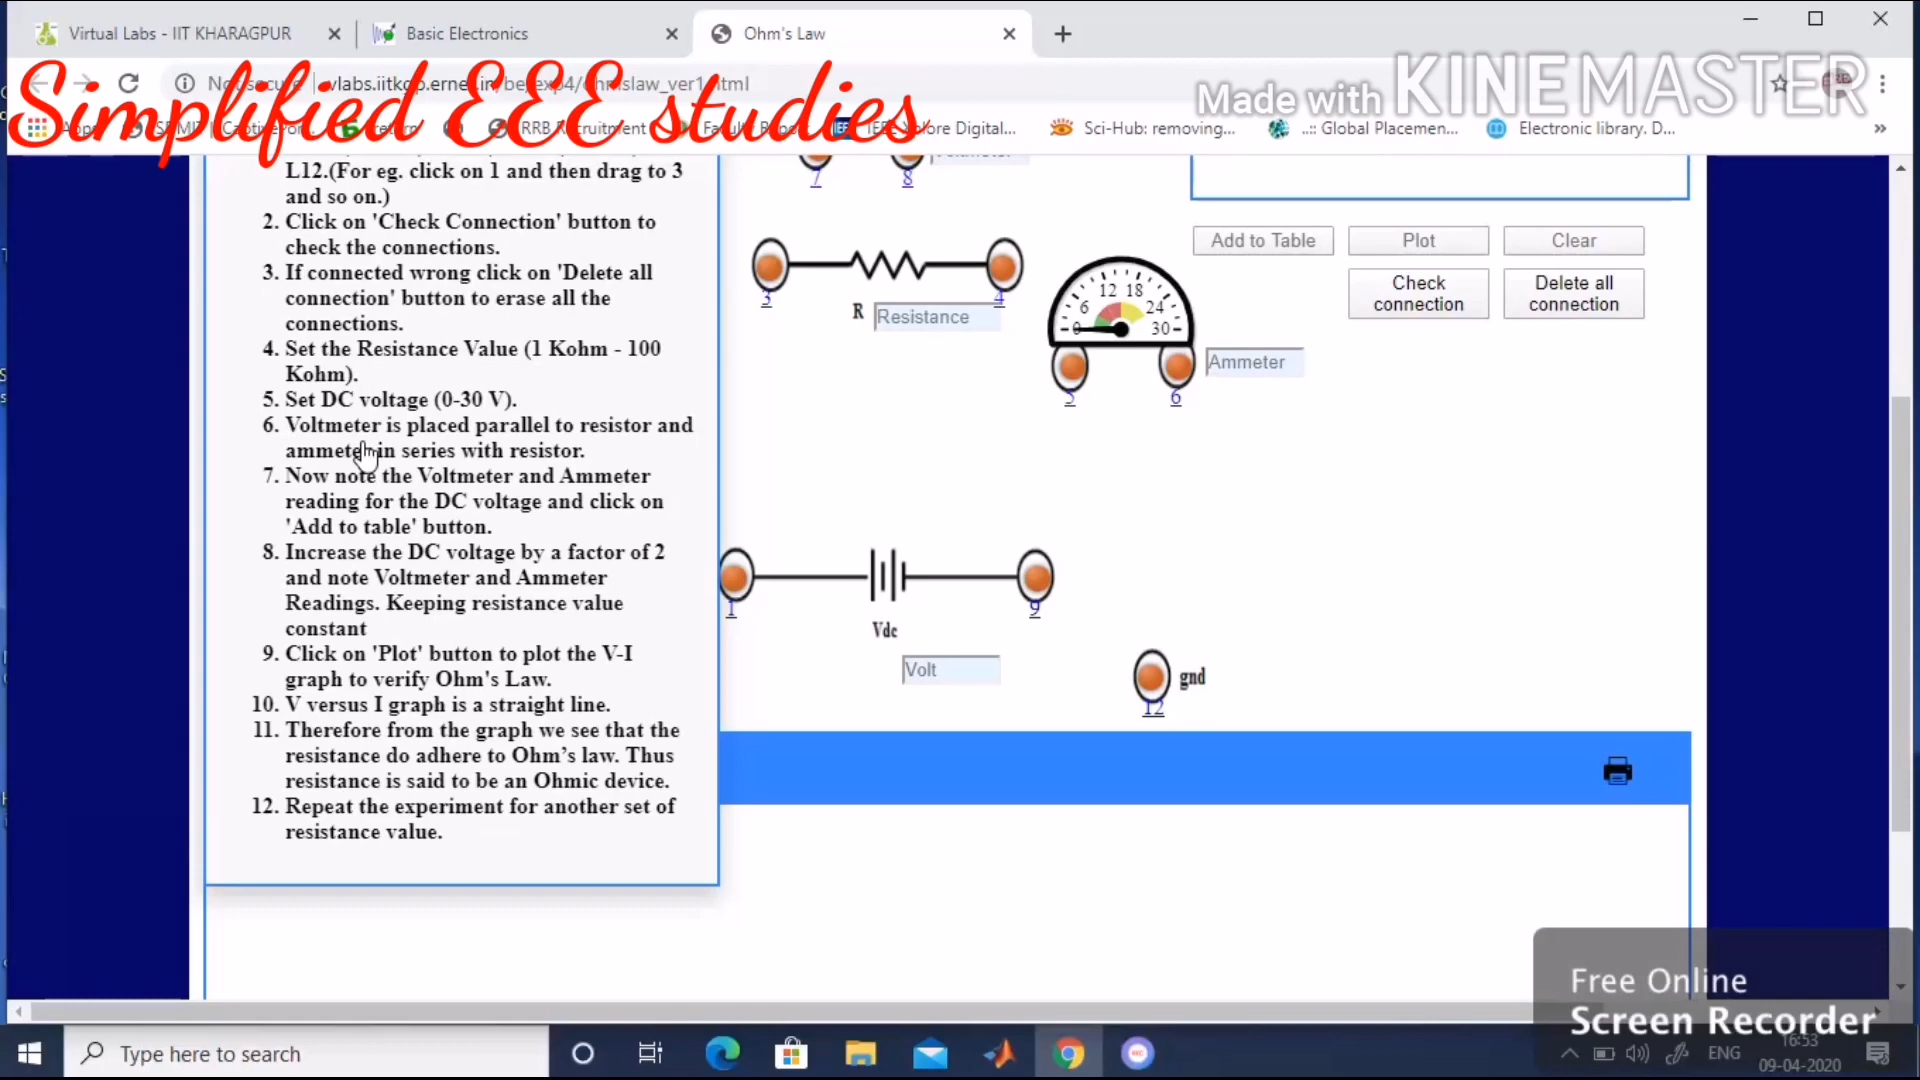 Virtual Labs - IIT KHARAGPUR
Basic Electronics
Ohm's Law
Simplified EEE studies
Made with KINEMASTER
IEEE Xplore Digital...
Sci-Hub: removing...
..:: Global Placemen...
Electronic library. D...
L12.(For eg. click on 1 and then drag to 3
and so on.)
2. Click on 'Check Connection' button to
check the connections.
3. If connected wrong click on 'Delete all
connection' button to erase all the
connections.
4. Set the Resistance Value (1 Kohm - 100
Kohm).
5. Set DC voltage (0-30 V).
6. Voltmeter is placed parallel to resistor and
ammeter in series with resistor.
7. Now note the Voltmeter and Ammeter
reading for the DC voltage and click on
'Add to table' button.
8. Increase the DC voltage by a factor of 2
and note Voltmeter and Ammeter
Readings. Keeping resistance value
constant
9. Click on 'Plot' button to plot the V-I
graph to verify Ohm's Law.
10. V versus I graph is a straight line.
11. Therefore from the graph we see that the
resistance do adhere to Ohm’s law. Thus
resistance is said to be an Ohmic device.
12. Repeat the experiment for another set of
resistance value.
7
8
3
4
R
Resistance
0 6 12 18 24 30
5
6
Ammeter
1
9
Vdc
Volt
gnd
12
Add to Table
Plot
Clear
Check
connection
Delete all
connection
Free Online
Screen Recorder
Type here to search
ENG
16:53
09-04-2020